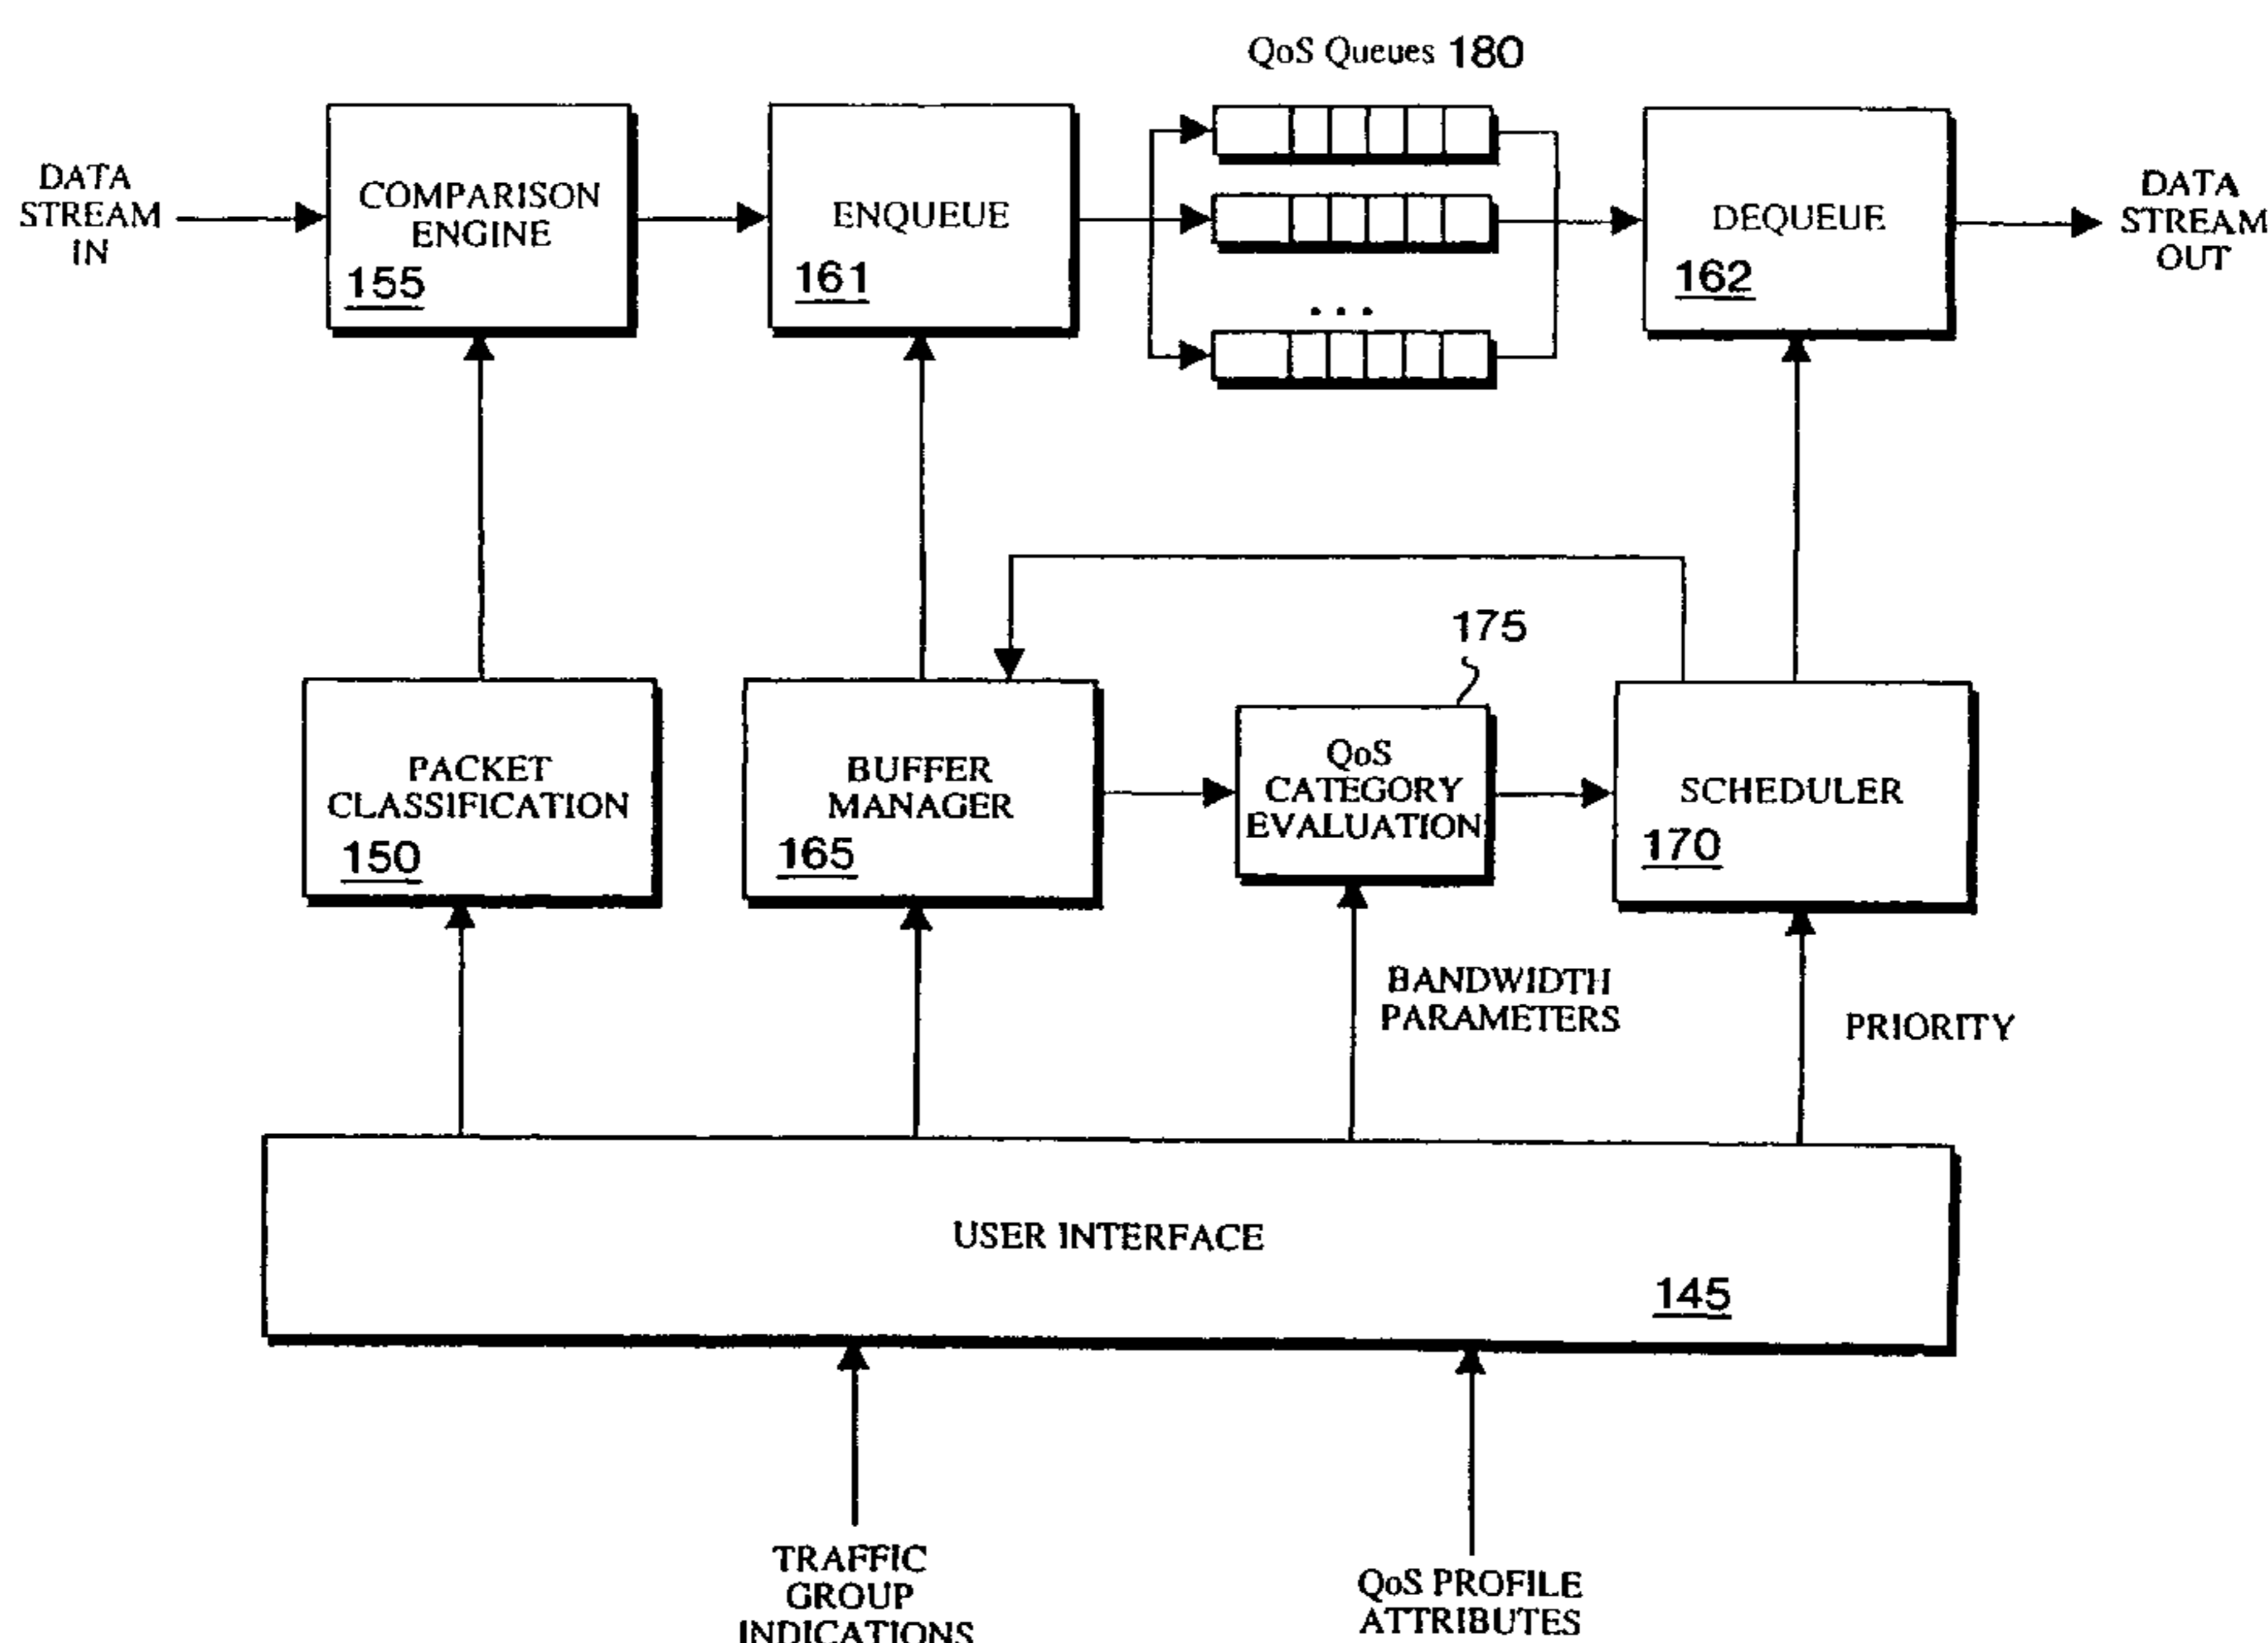 QoS Queues 180
DATA
STREAM
IN
COMPARISON
ENGINE
155
ENQUEUE
161
. . .
DEQUEUE
162
DATA
STREAM
OUT
175
PACKET
CLASSIFICATION
150
BUFFER
MANAGER
165
QoS
CATEGORY
EVALUATION
SCHEDULER
170
BANDWIDTH
PARAMETERS
PRIORITY
USER INTERFACE
145
TRAFFIC
GROUP
INDICATIONS
QoS PROFILE
ATTRIBUTES